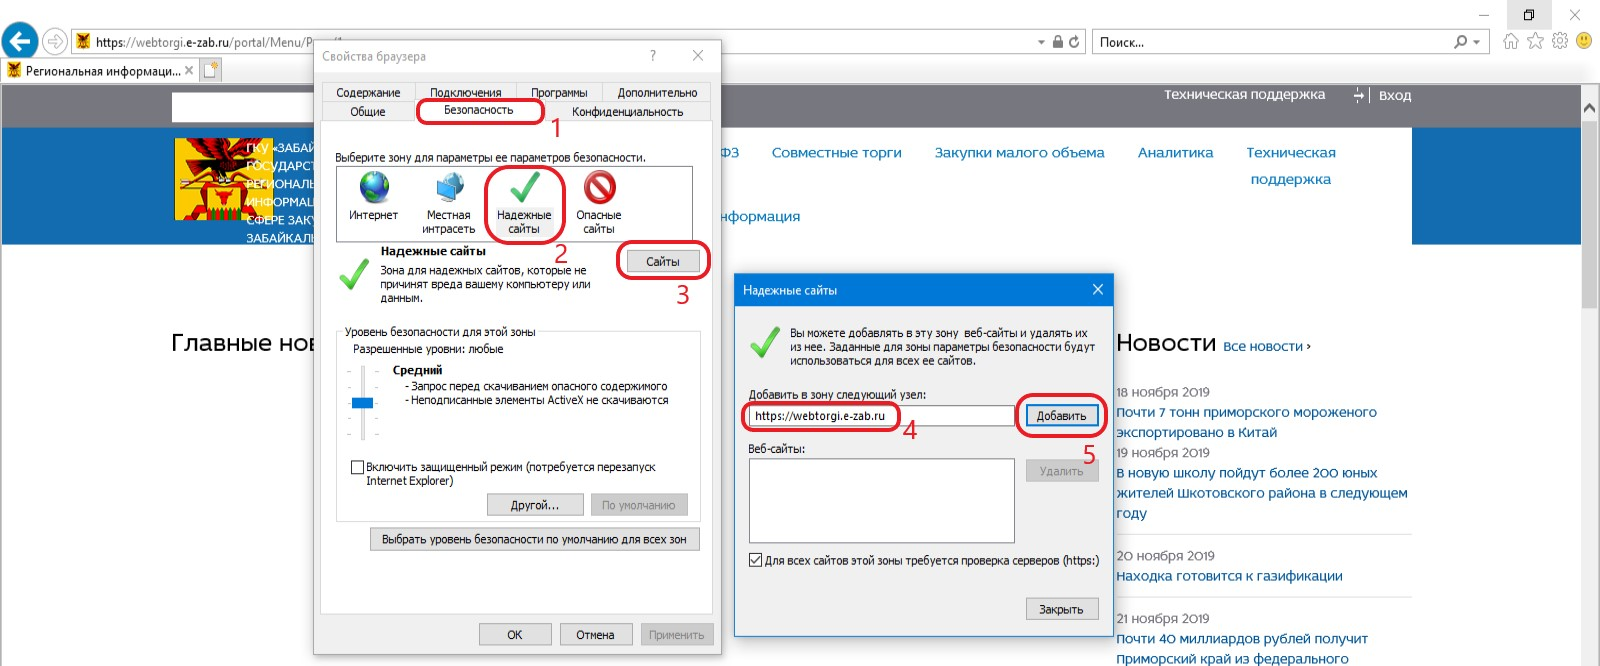 https://webtorgi.e-zab.ru/portal/Menu/P
Поиск...
Региональная информаци...
Техническая поддержка
Вход
ГКУ «ЗАБАЙ
ГОСУДАРСТ
РЕГИОНАЛЬ
ИНФОРМАЦ
СФЕРЕ ЗАКУ
ЗАБАЙКАЛЬ
ФЗ
Совместные торги
Закупки малого объема
Аналитика
Техническая
поддержка
нформация
Главные нов
Свойства браузера
?
Содержание
Подключения
Программы
Дополнительно
Общие
Безопасность
Конфиденциальность
1
Выберите зону для параметры ее параметров безопасности.
Интернет
Местная
интрасеть
Надежные
сайты
Опасные
сайты
2
Надежные сайты
Зона для надежных сайтов, которые не
причинят вреда вашему компьютеру или
данным.
Сайты
3
Уровень безопасности для этой зоны
Разрешенные уровни: любые
Средний
- Запрос перед скачиванием опасного содержимого
- Неподписанные элементы ActiveX не скачиваются
Включить защищенный режим (потребуется перезапуск
Internet Explorer)
Другой...
По умолчанию
Выбрать уровень безопасности по умолчанию для всех зон
ОК
Отмена
Применить
Надежные сайты
Вы можете добавлять в эту зону веб-сайты и удалять их
из нее. Заданные для зоны параметры безопасности будут
использоваться для всех ее сайтов.
Добавить в зону следующий узел:
https://webtorgi.e-zab.ru
4
Добавить
5
Веб-сайты:
Удалить
Для всех сайтов этой зоны требуется проверка серверов (https:)
Закрыть
Новости
Все новости ›
18 ноября 2019
Почти 7 тонн приморского мороженого
экспортировано в Китай
19 ноября 2019
В новую школу пойдут более 200 юных
жителей Шкотовского района в следующем
году
20 ноября 2019
Находка готовится к газификации
21 ноября 2019
Почти 40 миллиардов рублей получит
Приморский край из федерального